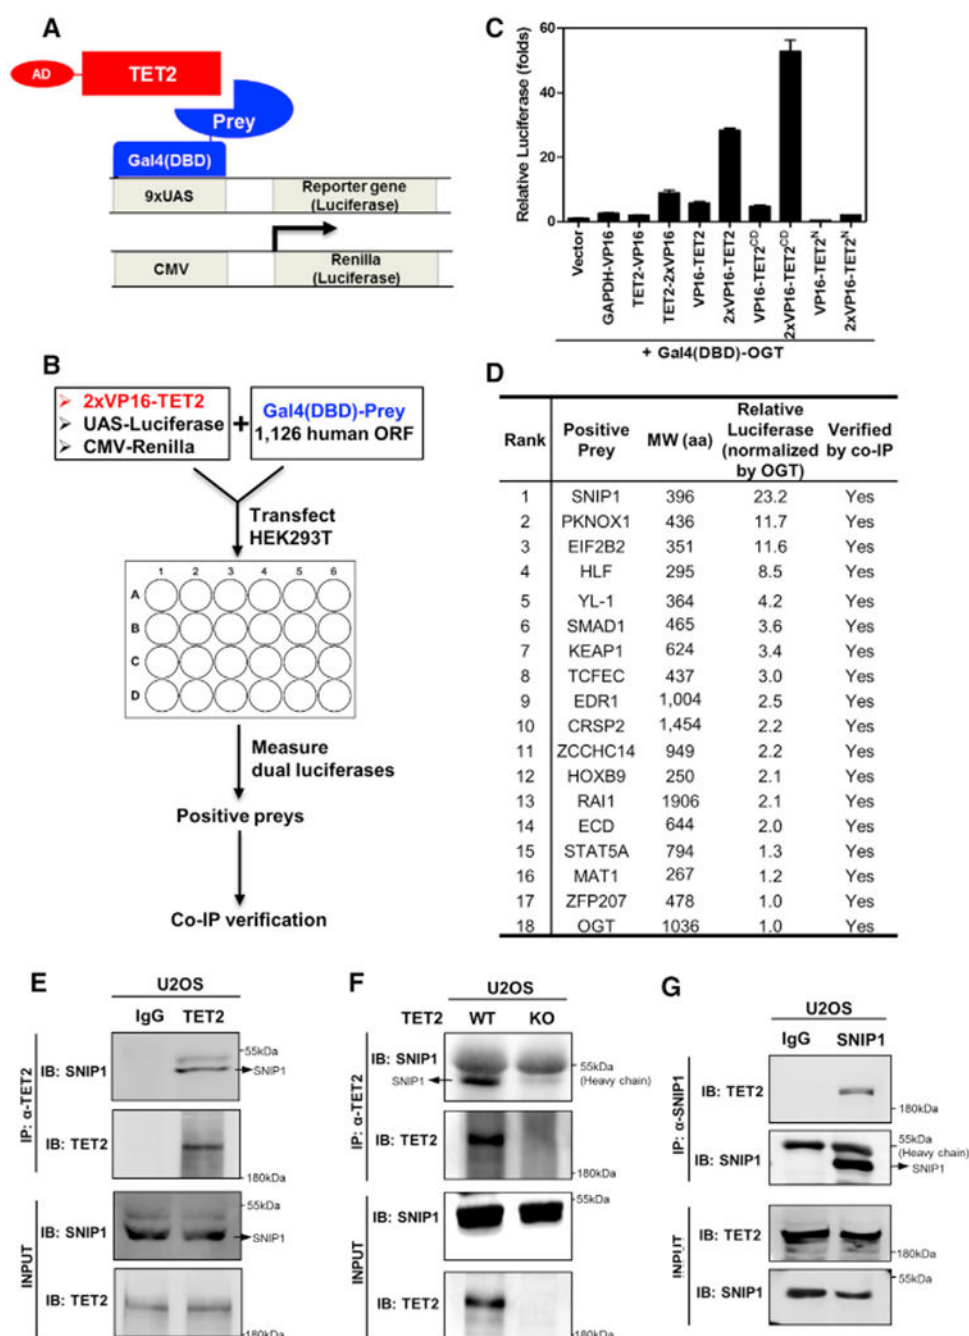 A
AD
TET2
Prey
Gal4(DBD)
9xUAS
Reporter gene
(Luciferase)
CMV
Renilla
(Luciferase)
B
2xVP16-TET2
UAS-Luciferase
CMV-Renilla
+
Gal4(DBD)-Prey
1,126 human ORF
Transfect
HEK293T
1 2 3 4 5 6
A
B
C
D
Measure
dual luciferases
Positive preys
Co-IP verification
C
Relative Luciferase (folds)
60
40
20
0
Vector
GAPDH-VP16
TET2-VP16
TET2-2xVP16
VP16-TET2
2xVP16-TET2
VP16-TET2CD
2xVP16-TET2CD
VP16-TET2N
2xVP16-TET2N
+ Gal4(DBD)-OGT
D
Rank Positive Prey MW (aa) Relative Luciferase (normalized by OGT) Verified by co-IP
1 SNIP1 396 23.2 Yes
2 PKNOX1 436 11.7 Yes
3 EIF2B2 351 11.6 Yes
4 HLF 295 8.5 Yes
5 YL-1 364 4.2 Yes
6 SMAD1 465 3.6 Yes
7 KEAP1 624 3.4 Yes
8 TCFEC 437 3.0 Yes
9 EDR1 1,004 2.5 Yes
10 CRSP2 1,454 2.2 Yes
11 ZCCHC14 949 2.2 Yes
12 HOXB9 250 2.1 Yes
13 RAI1 1906 2.1 Yes
14 ECD 644 2.0 Yes
15 STAT5A 794 1.3 Yes
16 MAT1 267 1.2 Yes
17 ZFP207 478 1.0 Yes
18 OGT 1036 1.0 Yes
E
U2OS
IgG TET2
IP: α-TET2
IB: SNIP1
55kDa
SNIP1
IB: TET2
180kDa
INPUT
IB: SNIP1
55kDa
SNIP1
IB: TET2
180kDa
F
U2OS
TET2 WT KO
IP: α-TET2
IB: SNIP1
SNIP1
55kDa
(Heavy chain)
IB: TET2
180kDa
INPUT
IB: SNIP1
55kDa
IB: TET2
180kDa
G
U2OS
IgG SNIP1
IP: α-SNIP1
IB: TET2
180kDa
IB: SNIP1
55kDa
(Heavy chain)
SNIP1
INPUT
IB: TET2
180kDa
IB: SNIP1
55kDa